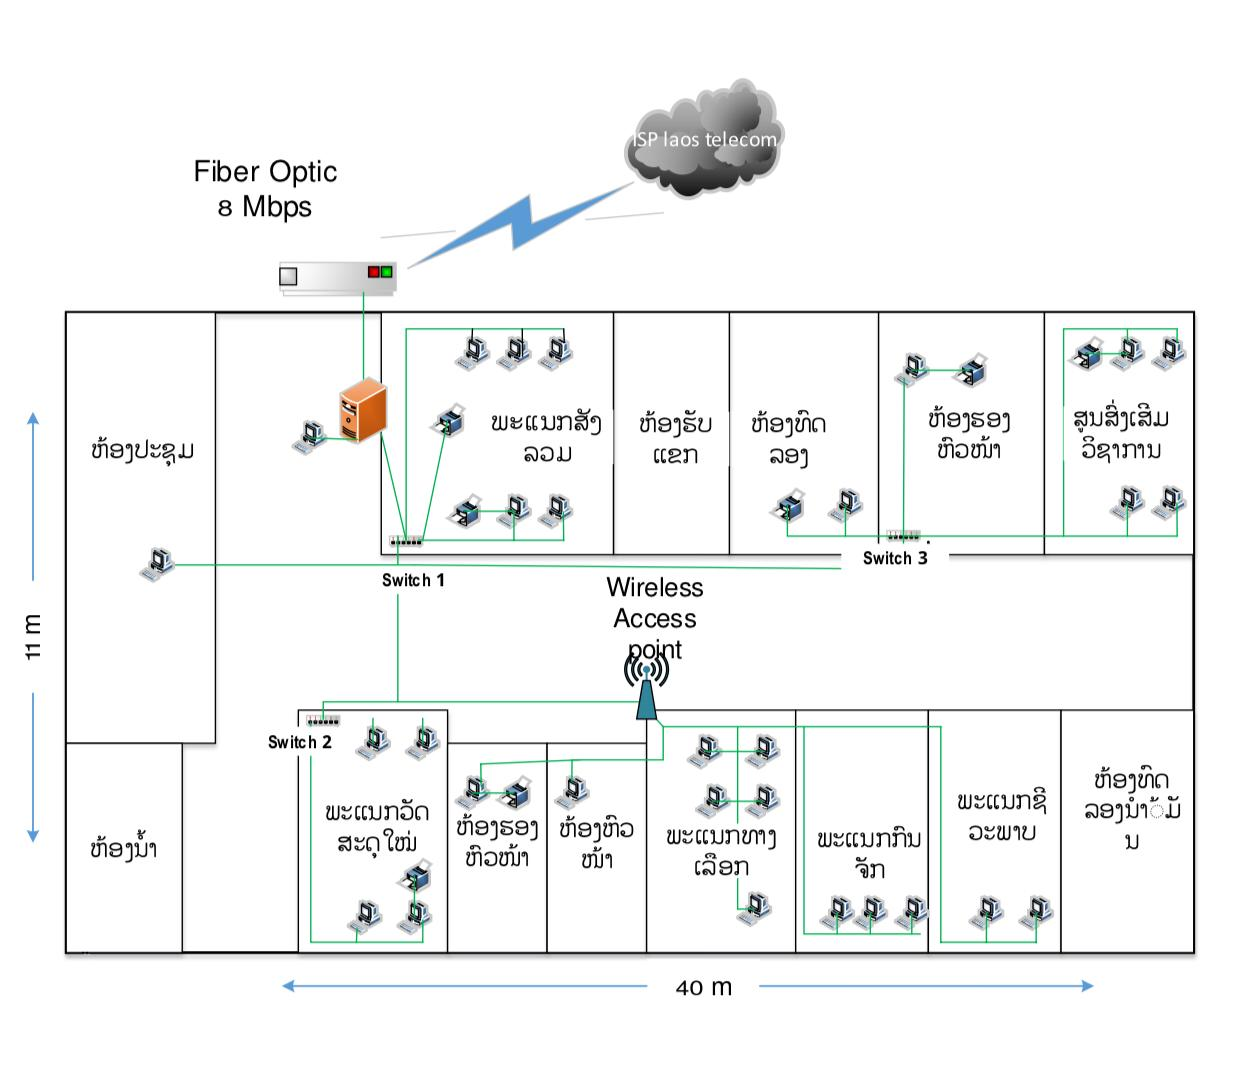 ISP laos telecom
Fiber Optic
8 Mbps
ຫ້ອງປະຊຸມ
ພະແນກສັງ
ລວມ
ຫ້ອງຮັບ
ແຂກ
ຫ້ອງທົດ
ລອງ
ຫ້ອງຮອງ
ຫົວໜ້າ
ສູນສົ່ງເສີມ
ວິຊາການ
Switch 1
Switch 3
Wireless
Access
point
11 m
Switch 2
ຫ້ອງນ້ຳ
ພະແນກວັດ
ສະດຸໃໝ່
ຫ້ອງຮອງ
ຫົວໜ້າ
ຫ້ອງຫົວ
ໜ້າ
ພະແນກທາງ
ເລືອກ
ພະແນກກົນ
ຈັກ
ພະແນກຊີ
ວະພາບ
ຫ້ອງທົດ
ລອງນຳ້ມັ
ນ
40 m